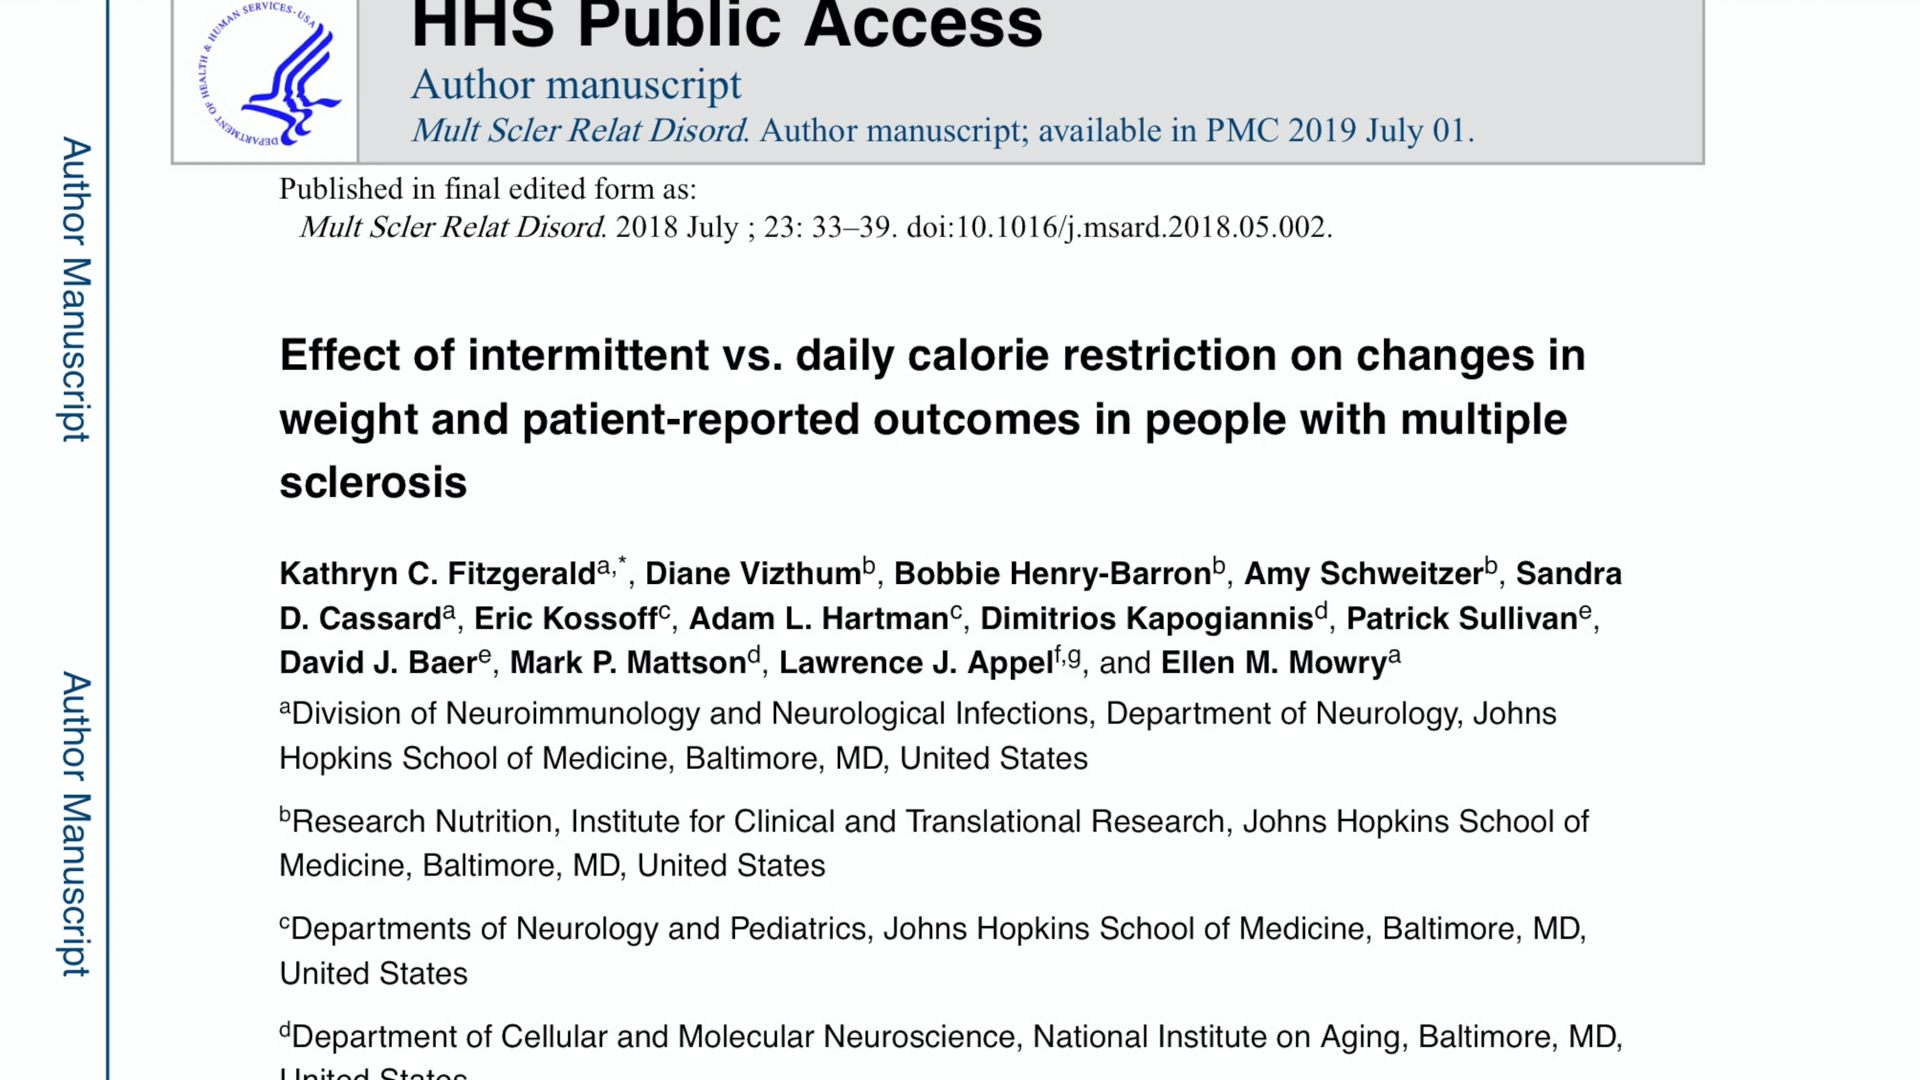 DEPARTMENT OF HEALTH & HUMAN SERVICES·USA
HHS Public Access
Author manuscript
Mult Scler Relat Disord. Author manuscript; available in PMC 2019 July 01.
Published in final edited form as:
Mult Scler Relat Disord. 2018 July ; 23: 33–39. doi:10.1016/j.msard.2018.05.002.
Effect of intermittent vs. daily calorie restriction on changes in
weight and patient-reported outcomes in people with multiple
sclerosis
Kathryn C. Fitzgeraldᵃ,*, Diane Vizthumᵇ, Bobbie Henry-Barronᵇ, Amy Schweitzerᵇ, Sandra
D. Cassardᵃ, Eric Kossoffᶜ, Adam L. Hartmanᶜ, Dimitrios Kapogiannisᵈ, Patrick Sullivanᵉ,
David J. Baerᵉ, Mark P. Mattsonᵈ, Lawrence J. Appelᶠ,ᵍ, and Ellen M. Mowryᵃ
ᵃDivision of Neuroimmunology and Neurological Infections, Department of Neurology, Johns
Hopkins School of Medicine, Baltimore, MD, United States
ᵇResearch Nutrition, Institute for Clinical and Translational Research, Johns Hopkins School of
Medicine, Baltimore, MD, United States
ᶜDepartments of Neurology and Pediatrics, Johns Hopkins School of Medicine, Baltimore, MD,
United States
ᵈDepartment of Cellular and Molecular Neuroscience, National Institute on Aging, Baltimore, MD,
United States
Author Manuscript
Author Manuscript